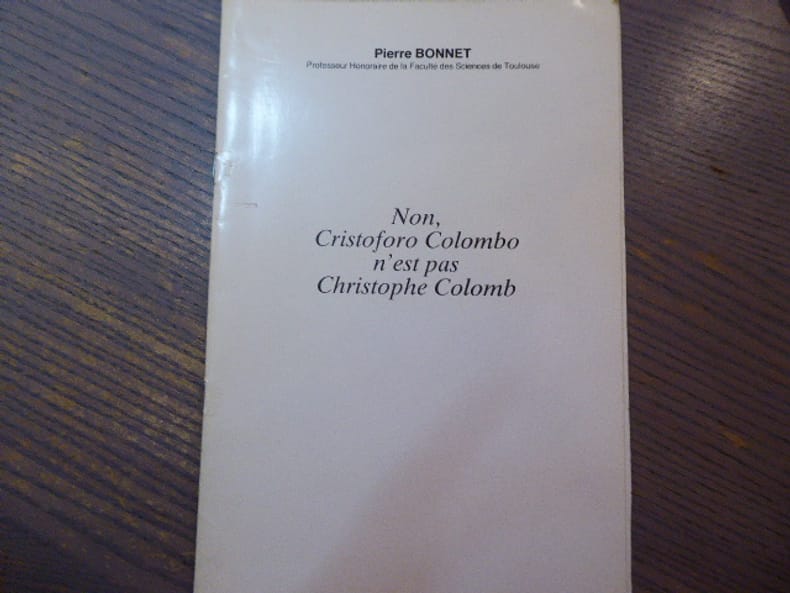 Pierre BONNET
Professeur Honoraire de la Faculté des Sciences de Toulouse
Non,
Cristoforo Colombo
n'est pas
Christophe Colomb